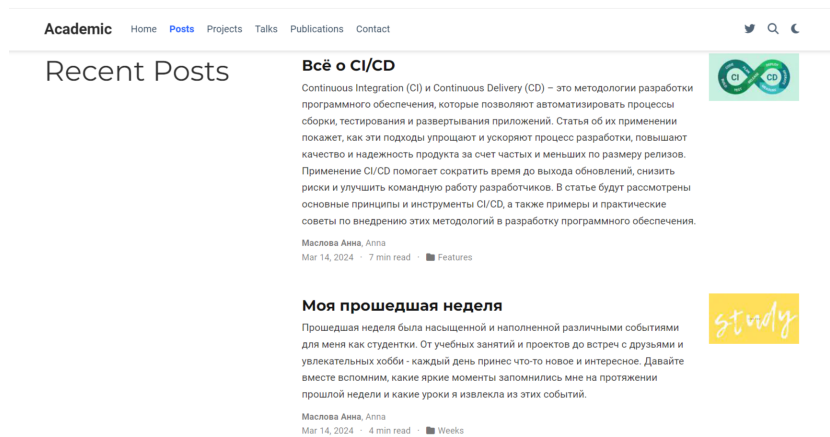 Academic Home Posts Projects Talks Publications Contact
Recent Posts
Всё о CI/CD
Continuous Integration (CI) и Continuous Delivery (CD) – это методологии разработки
программного обеспечения, которые позволяют автоматизировать процессы
сборки, тестирования и развертывания приложений. Статья об их применении
покажет, как эти подходы упрощают и ускоряют процесс разработки, повышают
качество и надежность продукта за счет частых и меньших по размеру релизов.
Применение CI/CD помогает сократить время до выхода обновлений, снизить
риски и улучшить командную работу разработчиков. В статье будут рассмотрены
основные принципы и инструменты CI/CD, а также примеры и практические
советы по внедрению этих методологий в разработку программного обеспечения.
Маслова Анна, Anna
Mar 14, 2024 · 7 min read · Features
CI CD
Моя прошедшая неделя
Прошедшая неделя была насыщенной и наполненной различными событиями
для меня как студентки. От учебных занятий и проектов до встреч с друзьями и
увлекательных хобби - каждый день принес что-то новое и интересное. Давайте
вместе вспомним, какие яркие моменты запомнились мне на протяжении
прошлой недели и какие уроки я извлекла из этих событий.
Маслова Анна, Anna
Mar 14, 2024 · 4 min read · Weeks
study